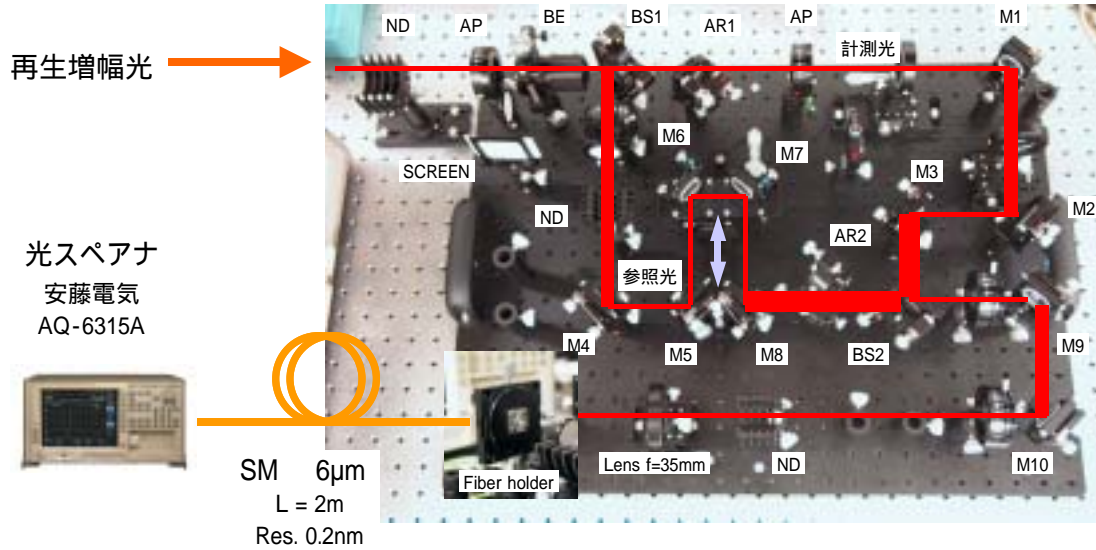 ND
AP
BE
BS1
AR1
AP
M1
計測光
再生増幅光
M6
M7
SCREEN
M3
ND
M2
AR2
光スペアナ
安藤電気
AQ-6315A
参照光
M4
M5
M8
BS2
M9
SM 6μm
L = 2m
Res. 0.2nm
Fiber holder
Lens f=35mm
ND
M10